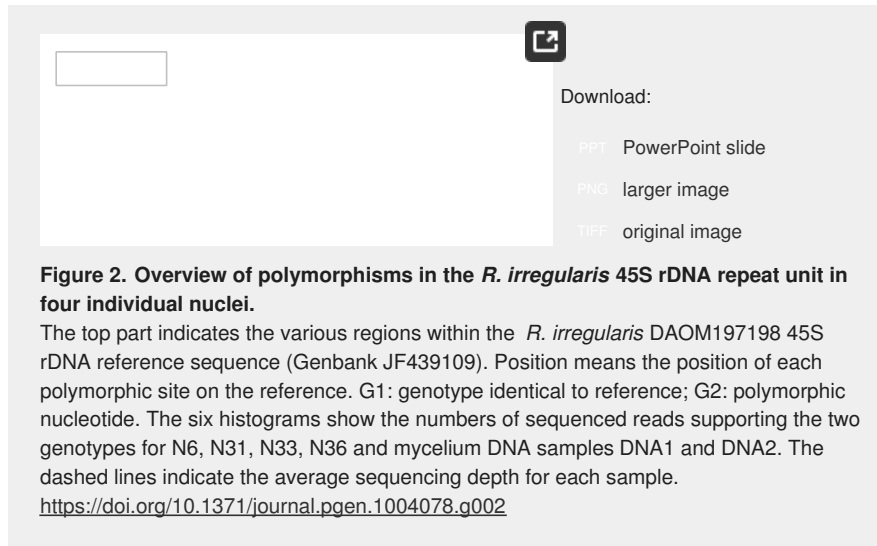 Download:
PPT PowerPoint slide
PNG larger image
TIFF original image
Figure 2. Overview of polymorphisms in the R. irregularis 45S rDNA repeat unit in
four individual nuclei.
The top part indicates the various regions within the R. irregularis DAOM197198 45S
rDNA reference sequence (Genbank JF439109). Position means the position of each
polymorphic site on the reference. G1: genotype identical to reference; G2: polymorphic
nucleotide. The six histograms show the numbers of sequenced reads supporting the two
genotypes for N6, N31, N33, N36 and mycelium DNA samples DNA1 and DNA2. The
dashed lines indicate the average sequencing depth for each sample.
https://doi.org/10.1371/journal.pgen.1004078.g002